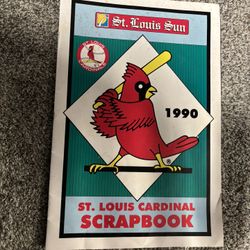 St. Louis Sun
1990
ST. LOUIS CARDINAL
SCRAPBOOK